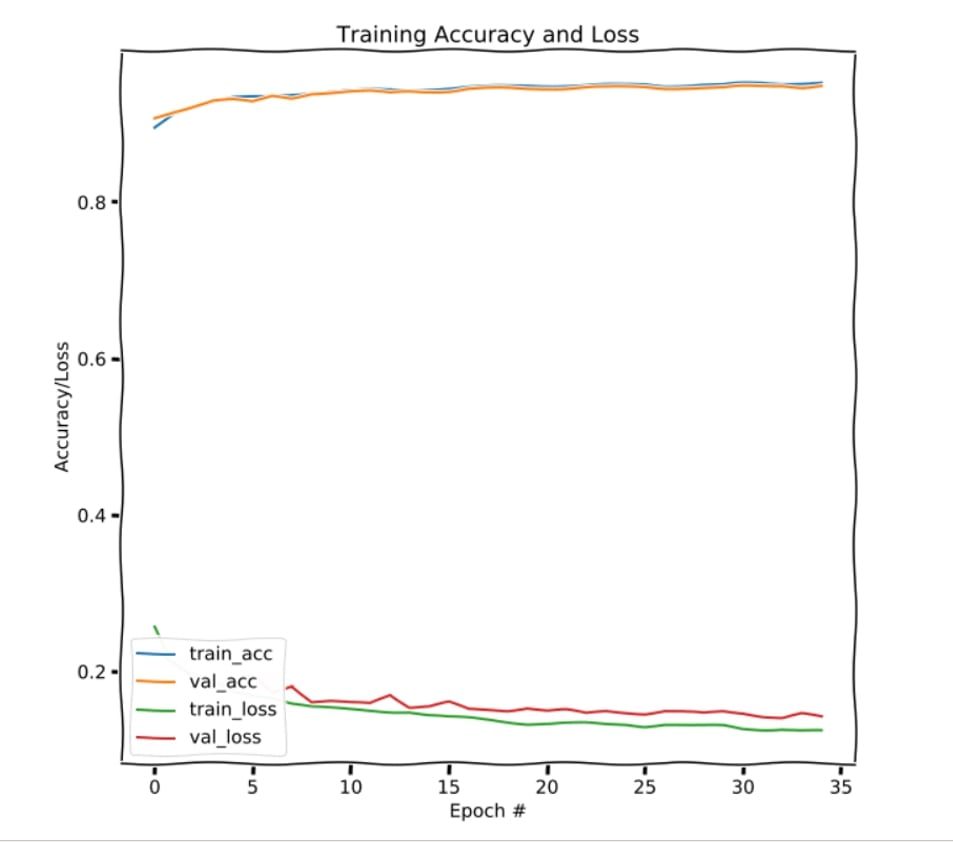 Training Accuracy and Loss
0.8
0.6
0.4
0.2
Accuracy/Loss
train_acc
val_acc
train_loss
val_loss
0 5 10 15 20 25 30 35
Epoch #